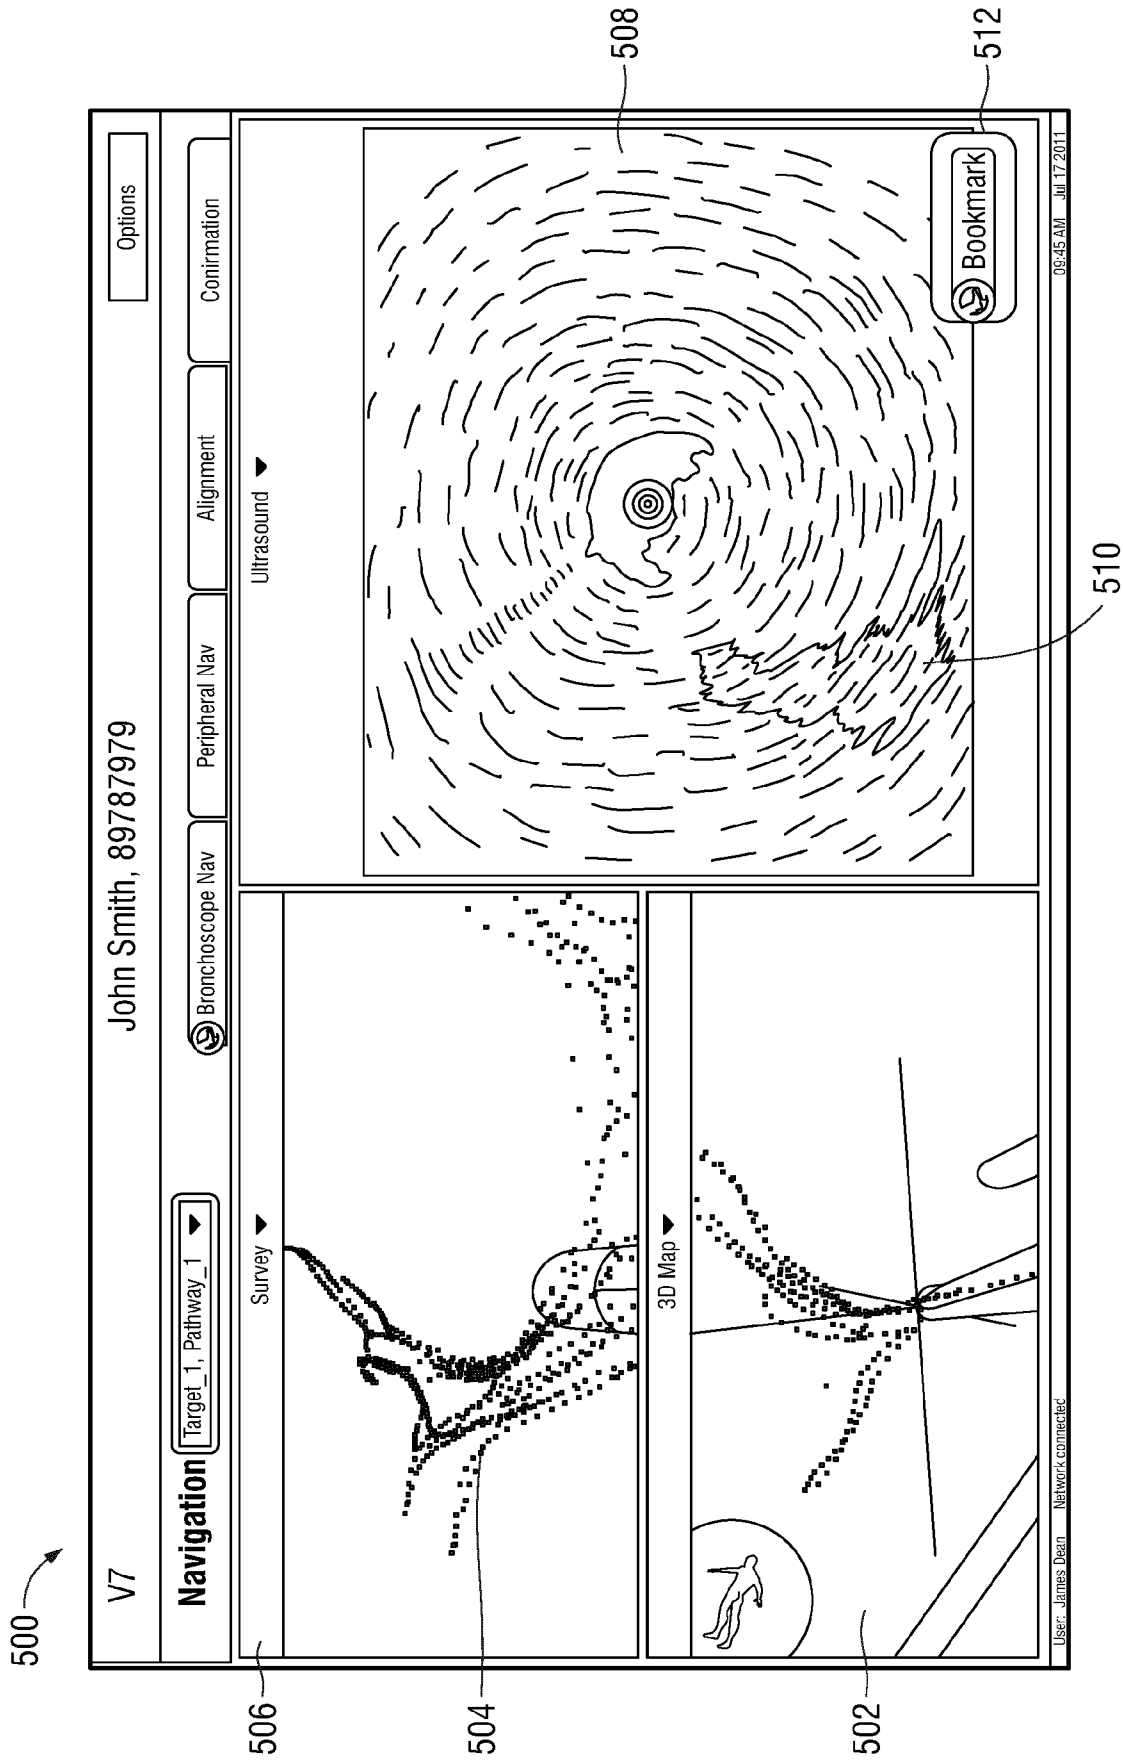 500
V7
John Smith, 89787979
Options
Navigation
Target_1, Pathway_1
Bronchoscope Nav
Peripheral Nav
Alignment
Conirmation
506
Survey
504
3D Map
502
Ultrasound
508
510
Bookmark
512
User: James Dean
Network connected
09:45 AM
Jul 17 2011